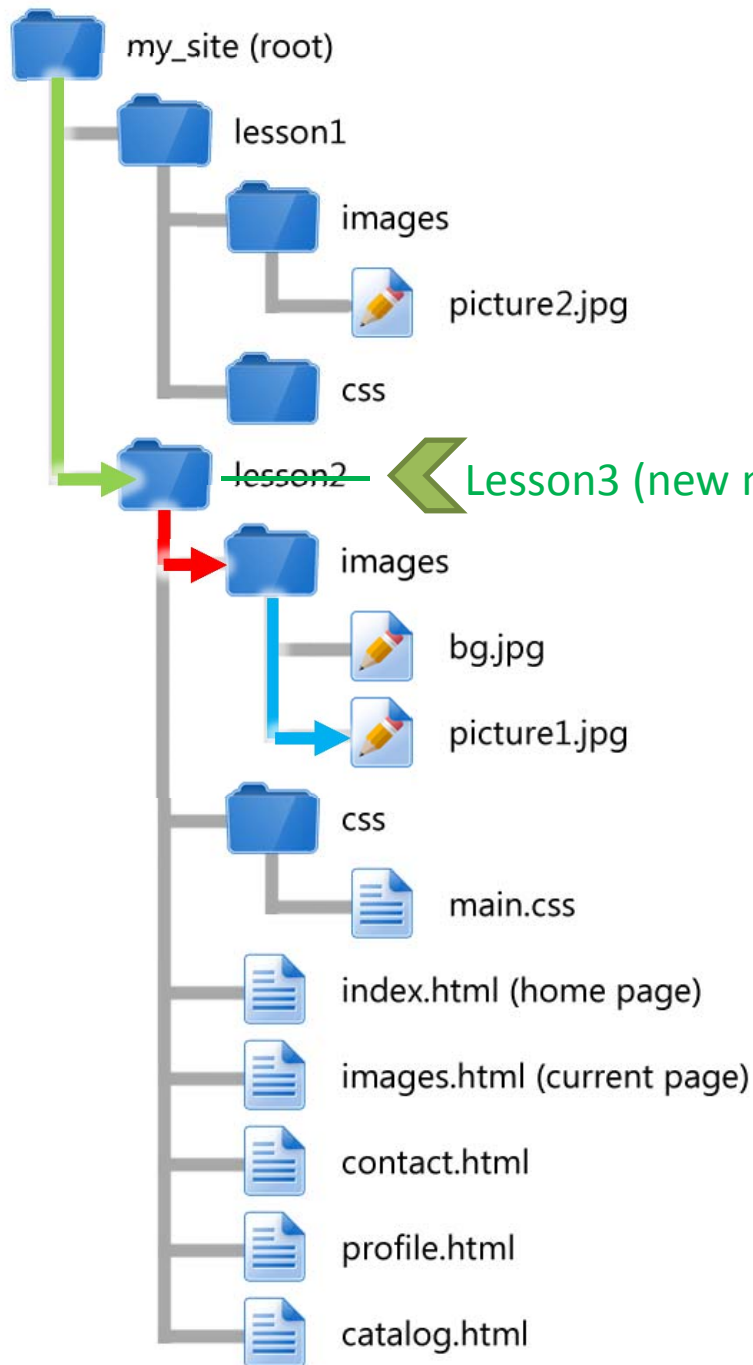 my_site (root)
lesson1
images
picture2.jpg
css
lesson2
Lesson3 (new
images
bg.jpg
picture1.jpg
css
main.css
index.html (home page)
images.html (current page)
contact.html
profile.html
catalog.html